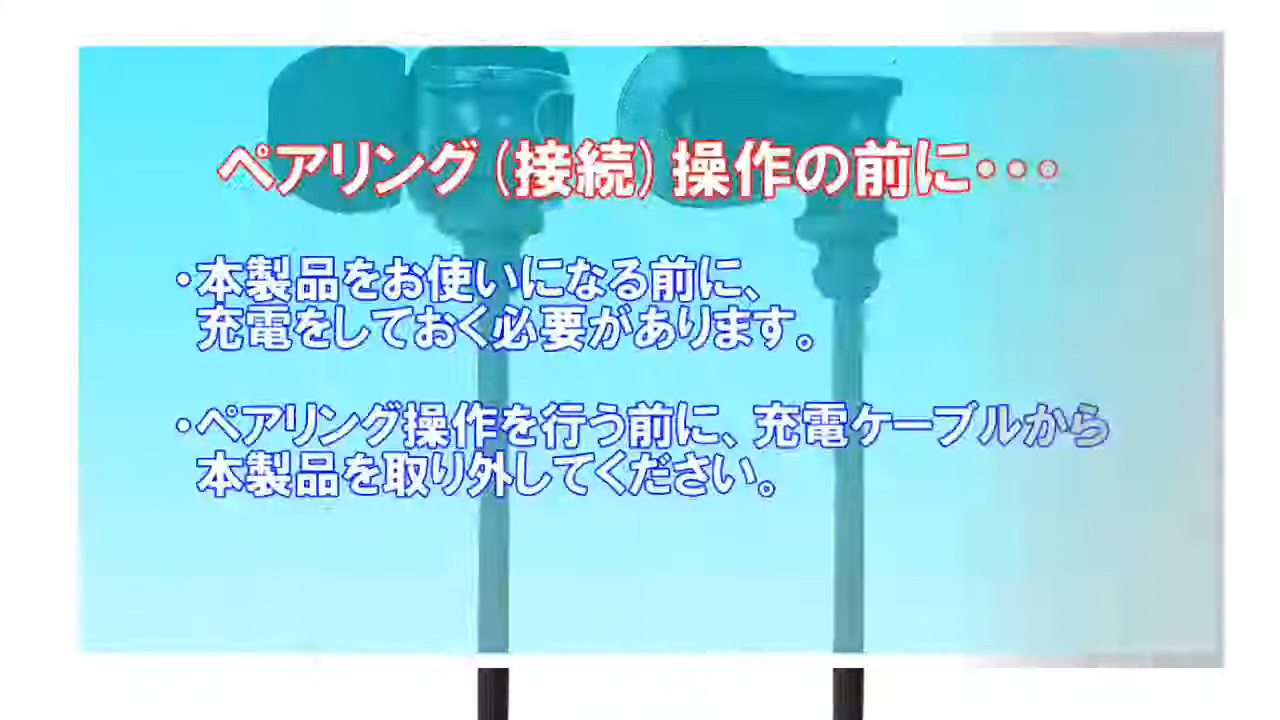 ペアリング(接続)操作の前に・・・
・本製品をお使いになる前に、
充電をしておく必要があります。
・ペアリング操作を行う前に、充電ケーブルから
本製品を取り外してください。